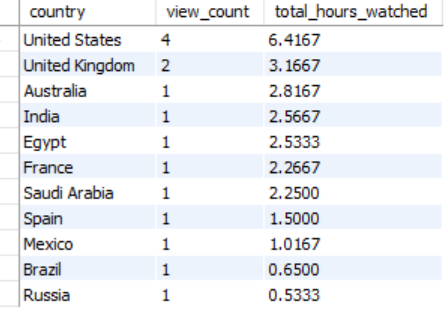 country view_count total_hours_watched
United States 4 6.4167
United Kingdom 2 3.1667
Australia 1 2.8167
India 1 2.5667
Egypt 1 2.5333
France 1 2.2667
Saudi Arabia 1 2.2500
Spain 1 1.5000
Mexico 1 1.0167
Brazil 1 0.6500
Russia 1 0.5333